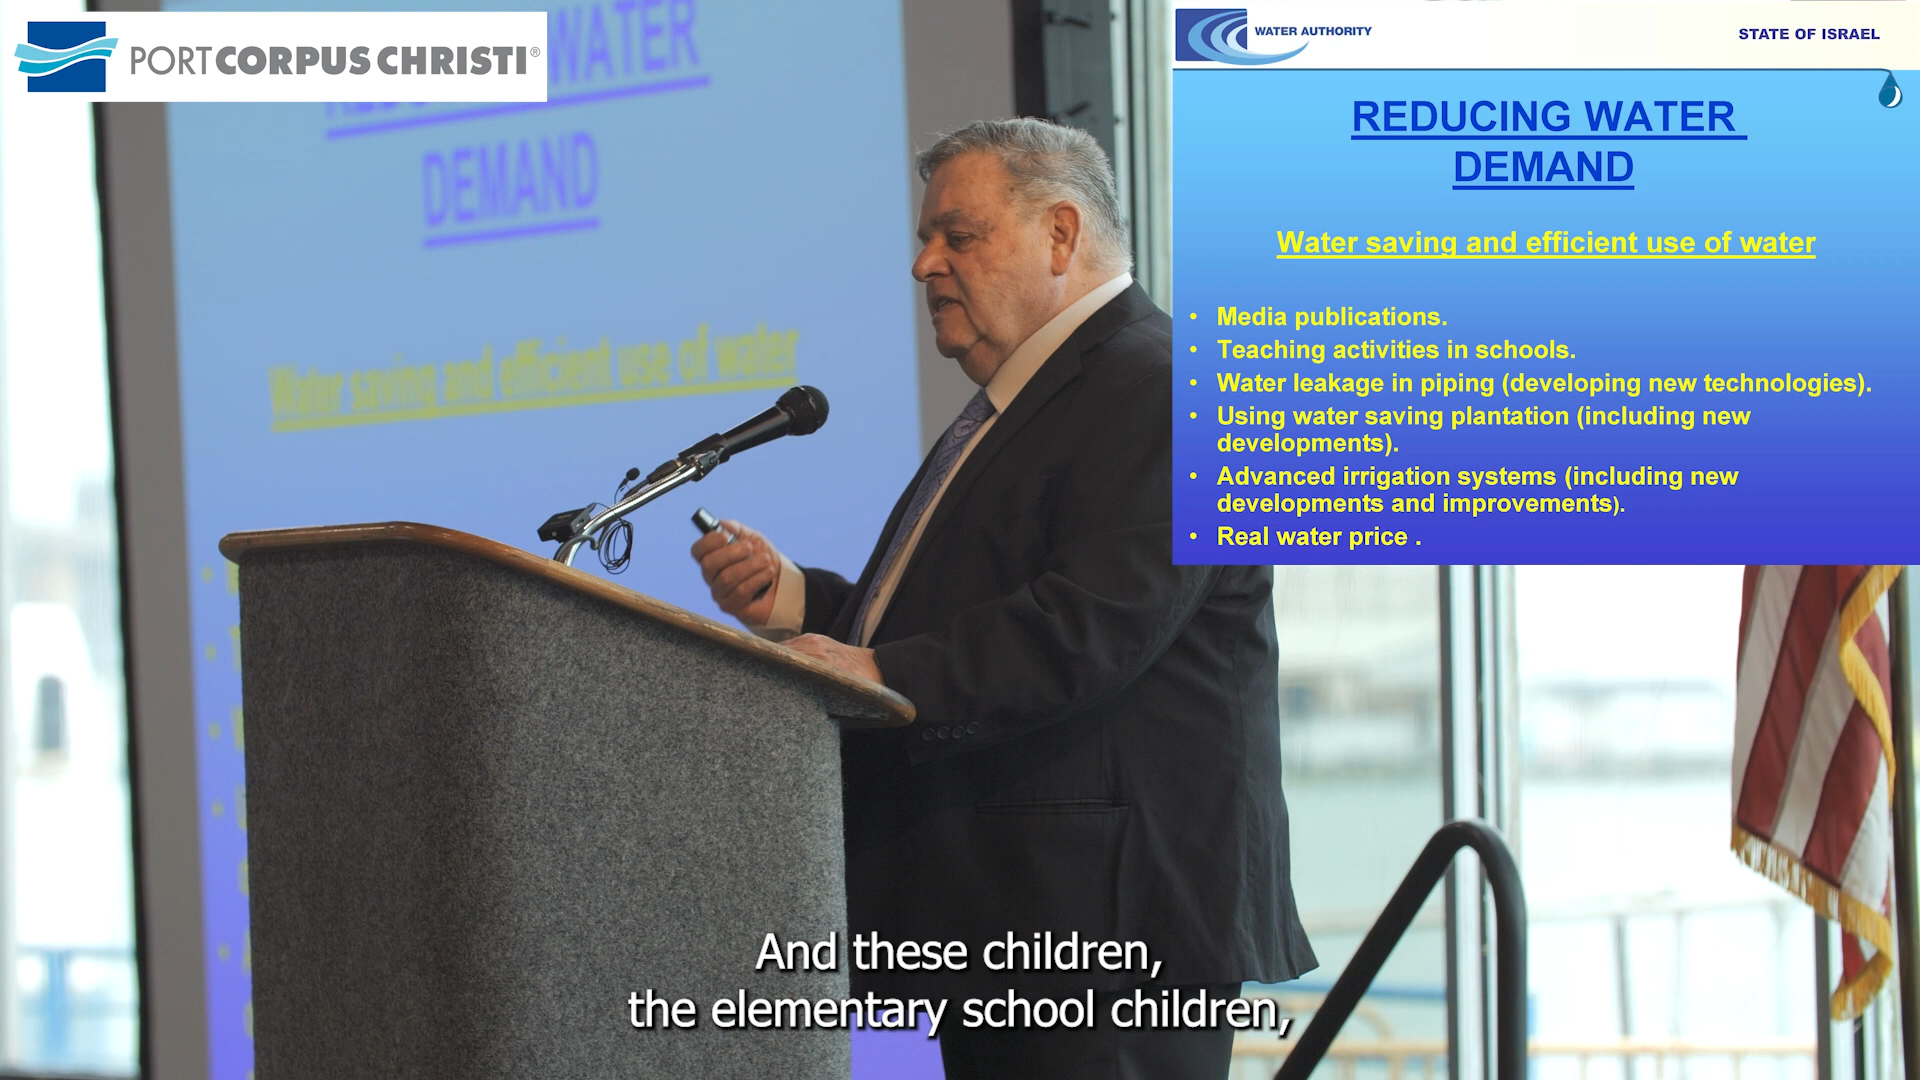 PORT CORPUS CHRISTI®
WATER
DEMAND
Water saving and efficient use of water
WATER AUTHORITY
STATE OF ISRAEL
REDUCING WATER
DEMAND
Water saving and efficient use of water
• Media publications.
• Teaching activities in schools.
• Water leakage in piping (developing new technologies).
• Using water saving plantation (including new
developments).
• Advanced irrigation systems (including new
developments and improvements).
• Real water price .
And these children,
the elementary school children,